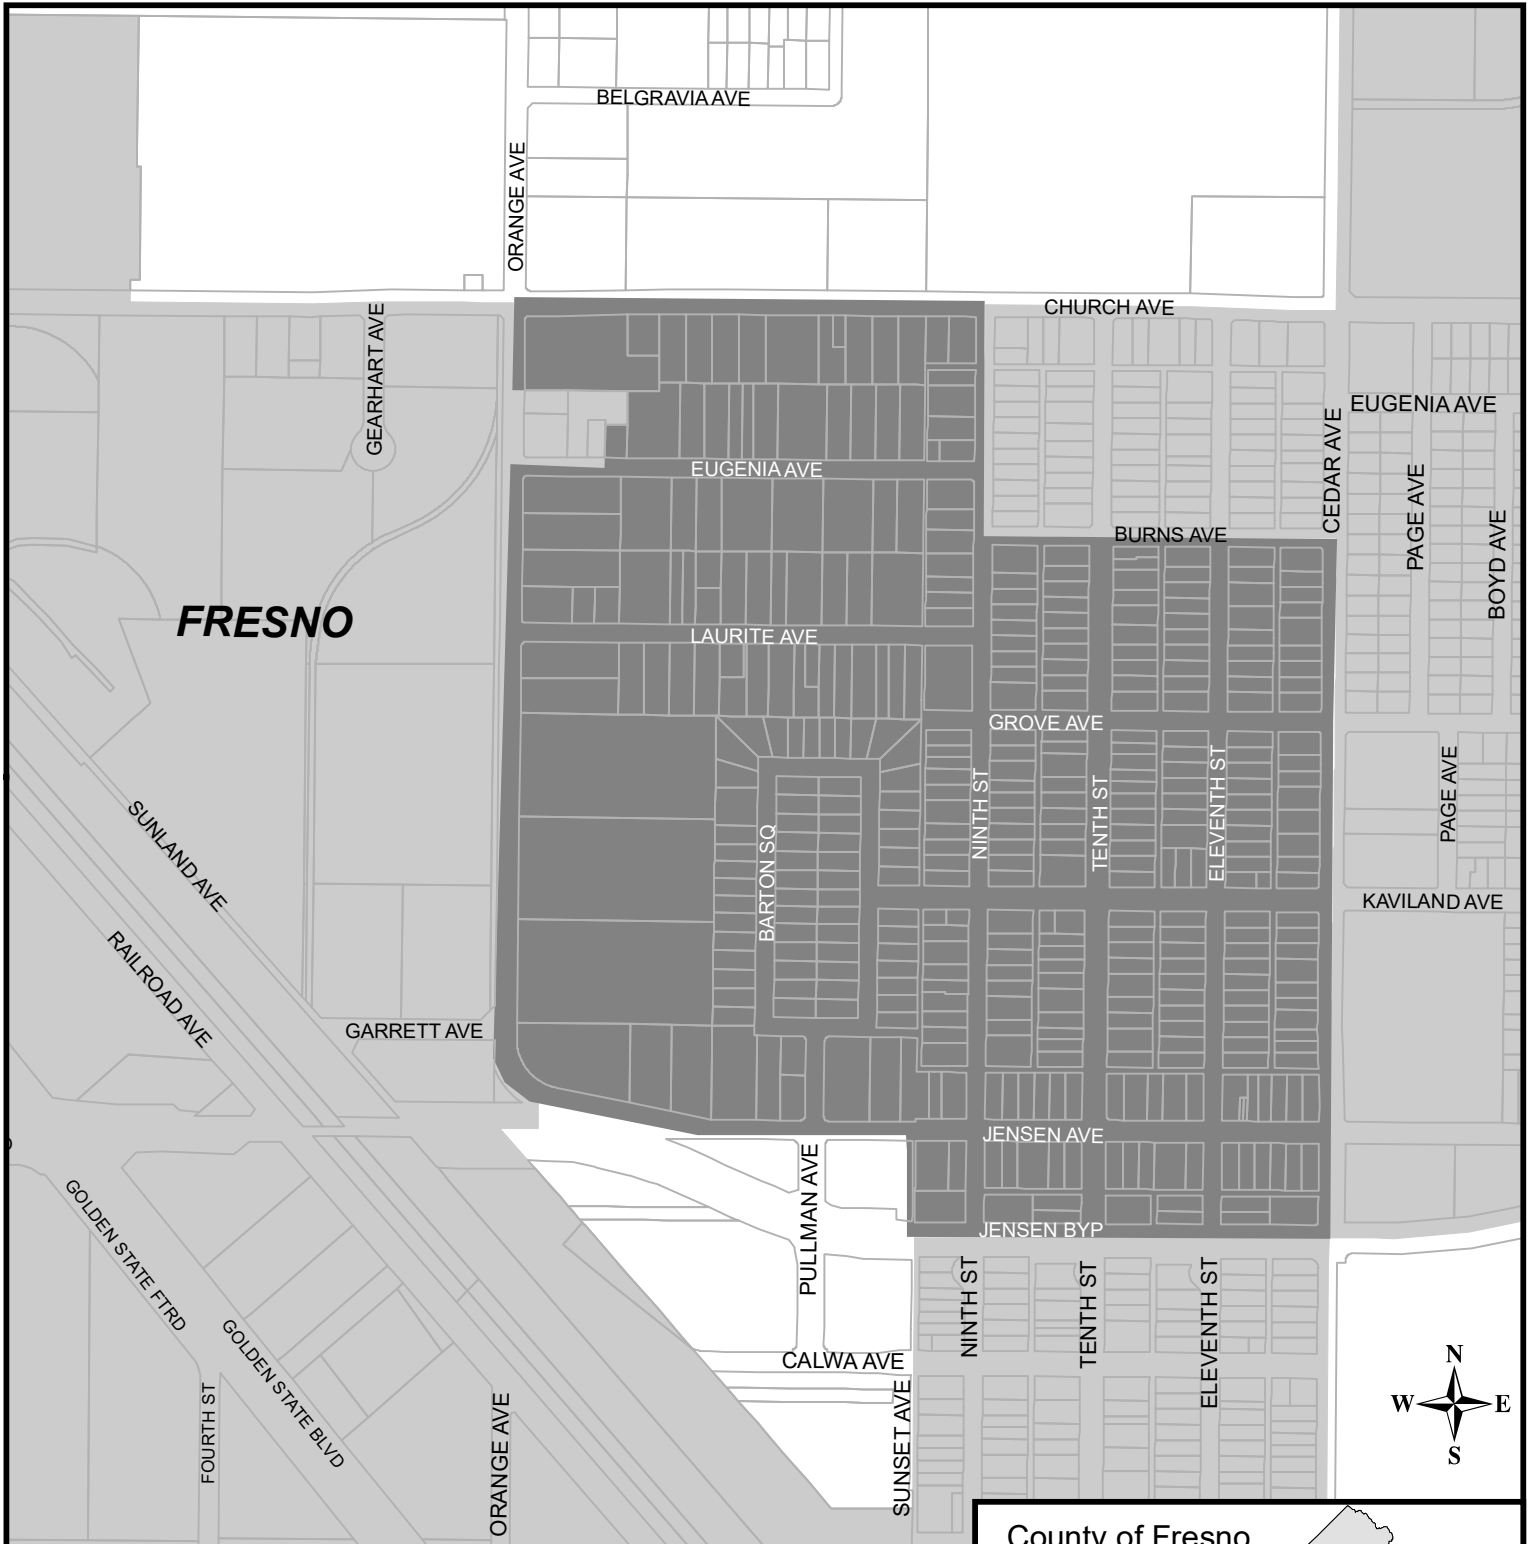 BELGRAVIA AVE
ORANGE AVE
CHURCH AVE
GEARHART AVE
EUGENIA AVE
CEDAR AVE
EUGENIA AVE
PAGE AVE
BOYD AVE
BURNS AVE
FRESNO
LAURITE AVE
GROVE AVE
NINTH ST
TENTH ST
ELEVENTH ST
PAGE AVE
SUNLAND AVE
BARTON SQ
KAVILAND AVE
RAILROAD AVE
GARRETT AVE
JENSEN AVE
PULLMAN AVE
GOLDEN STATE FTRD
JENSEN BYP
NINTH ST
TENTH ST
ELEVENTH ST
GOLDEN STATE BLVD
CALWA AVE
FOURTH ST
ORANGE AVE
SUNSET AVE
N
W E
S
County of Fresno